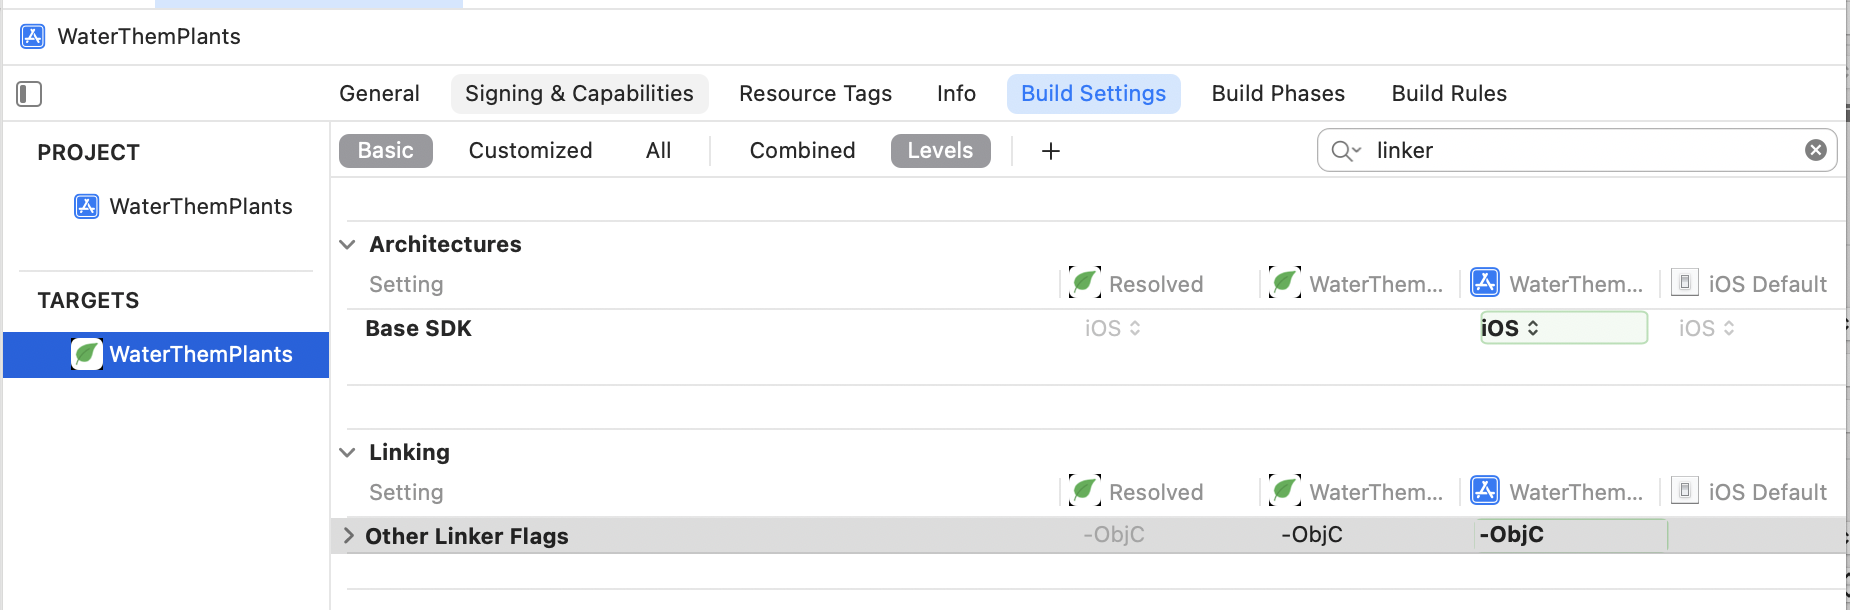 WaterThemPlants
General Signing & Capabilities Resource Tags Info Build Settings Build Phases Build Rules
PROJECT
WaterThemPlants
TARGETS
WaterThemPlants
Basic Customized All Combined Levels + linker
Architectures
Setting Resolved WaterThem... WaterThem... iOS Default
Base SDK iOS iOS iOS
Linking
Setting Resolved WaterThem... WaterThem... iOS Default
Other Linker Flags -ObjC -ObjC -ObjC